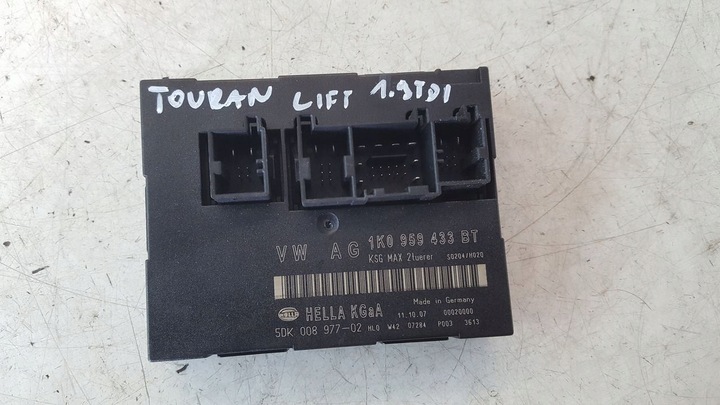 TOURAN LIFT 1.9TDI
VW AG 1K0 959 433 BT
KSG MAX 2tuerer S0204/H020
Made in Germany
HELLA KGaA 11.10.07 00020000
5DK 008 977-02 HL0 W42 07284 P003 3613